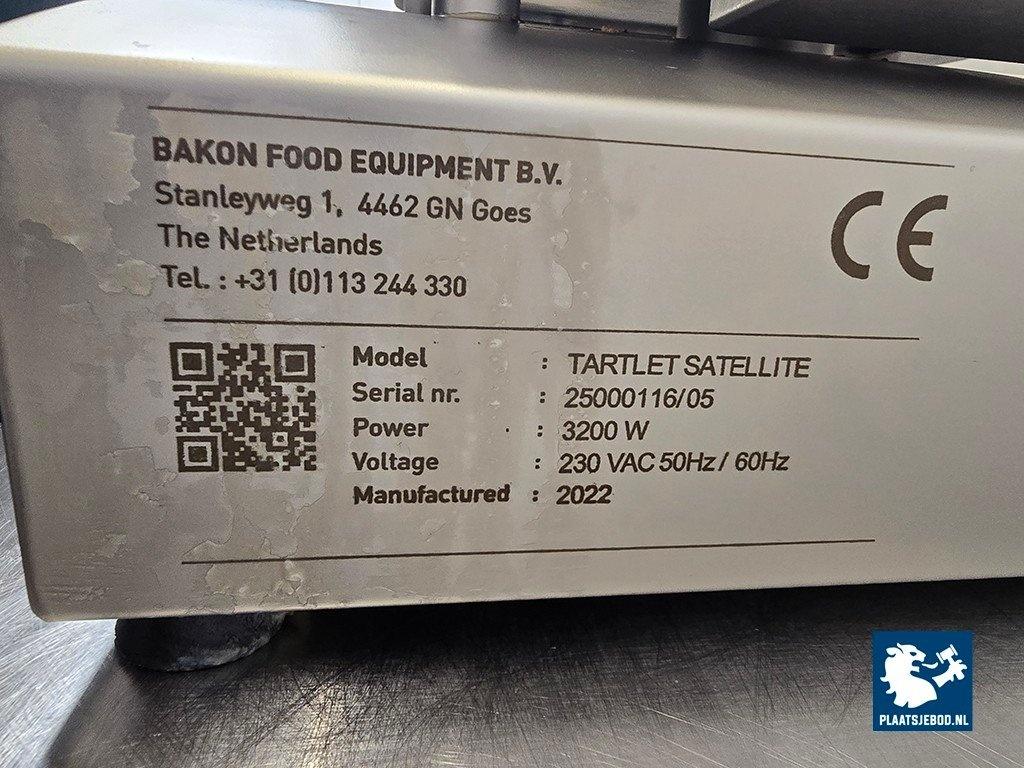 BAKON FOOD EQUIPMENT B.V.
Stanleyweg 1, 4462 GN Goes
The Netherlands
Tel. : +31 (0)113 244 330
CE
Model : TARTLET SATELLITE
Serial nr. : 25000116/05
Power : 3200 W
Voltage : 230 VAC 50Hz / 60Hz
Manufactured : 2022
PLAATSJEBOD.NL